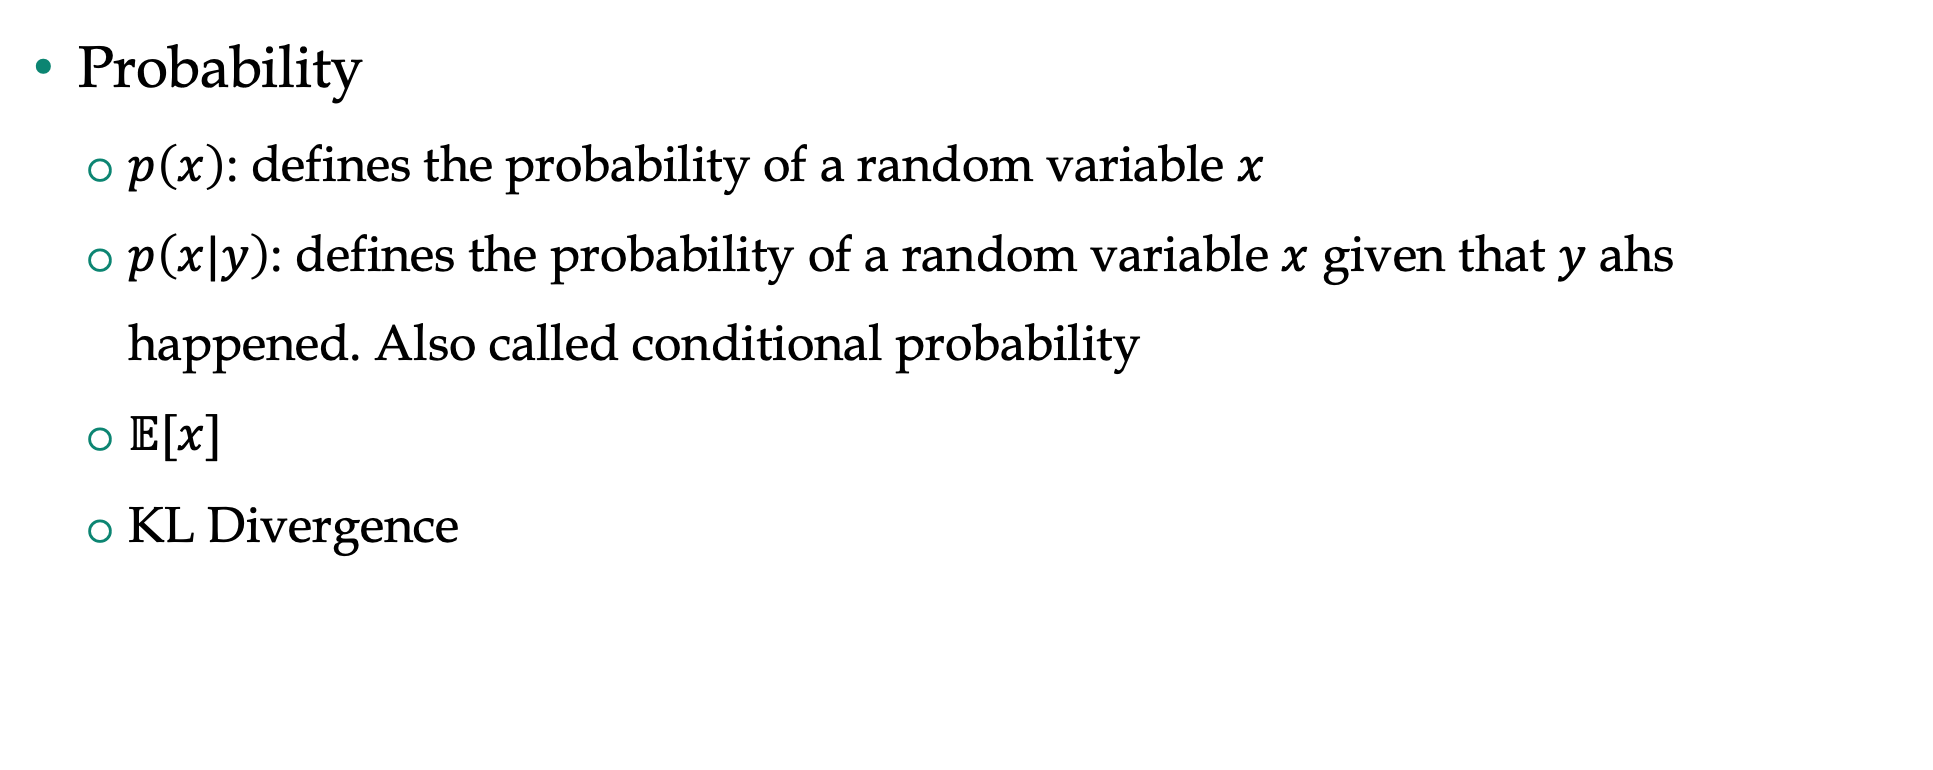 • Probability
○ p(x): defines the probability of a random variable x
○ p(x|y): defines the probability of a random variable x given that y ahs
happened. Also called conditional probability
○ 𝔼[x]
○ KL Divergence